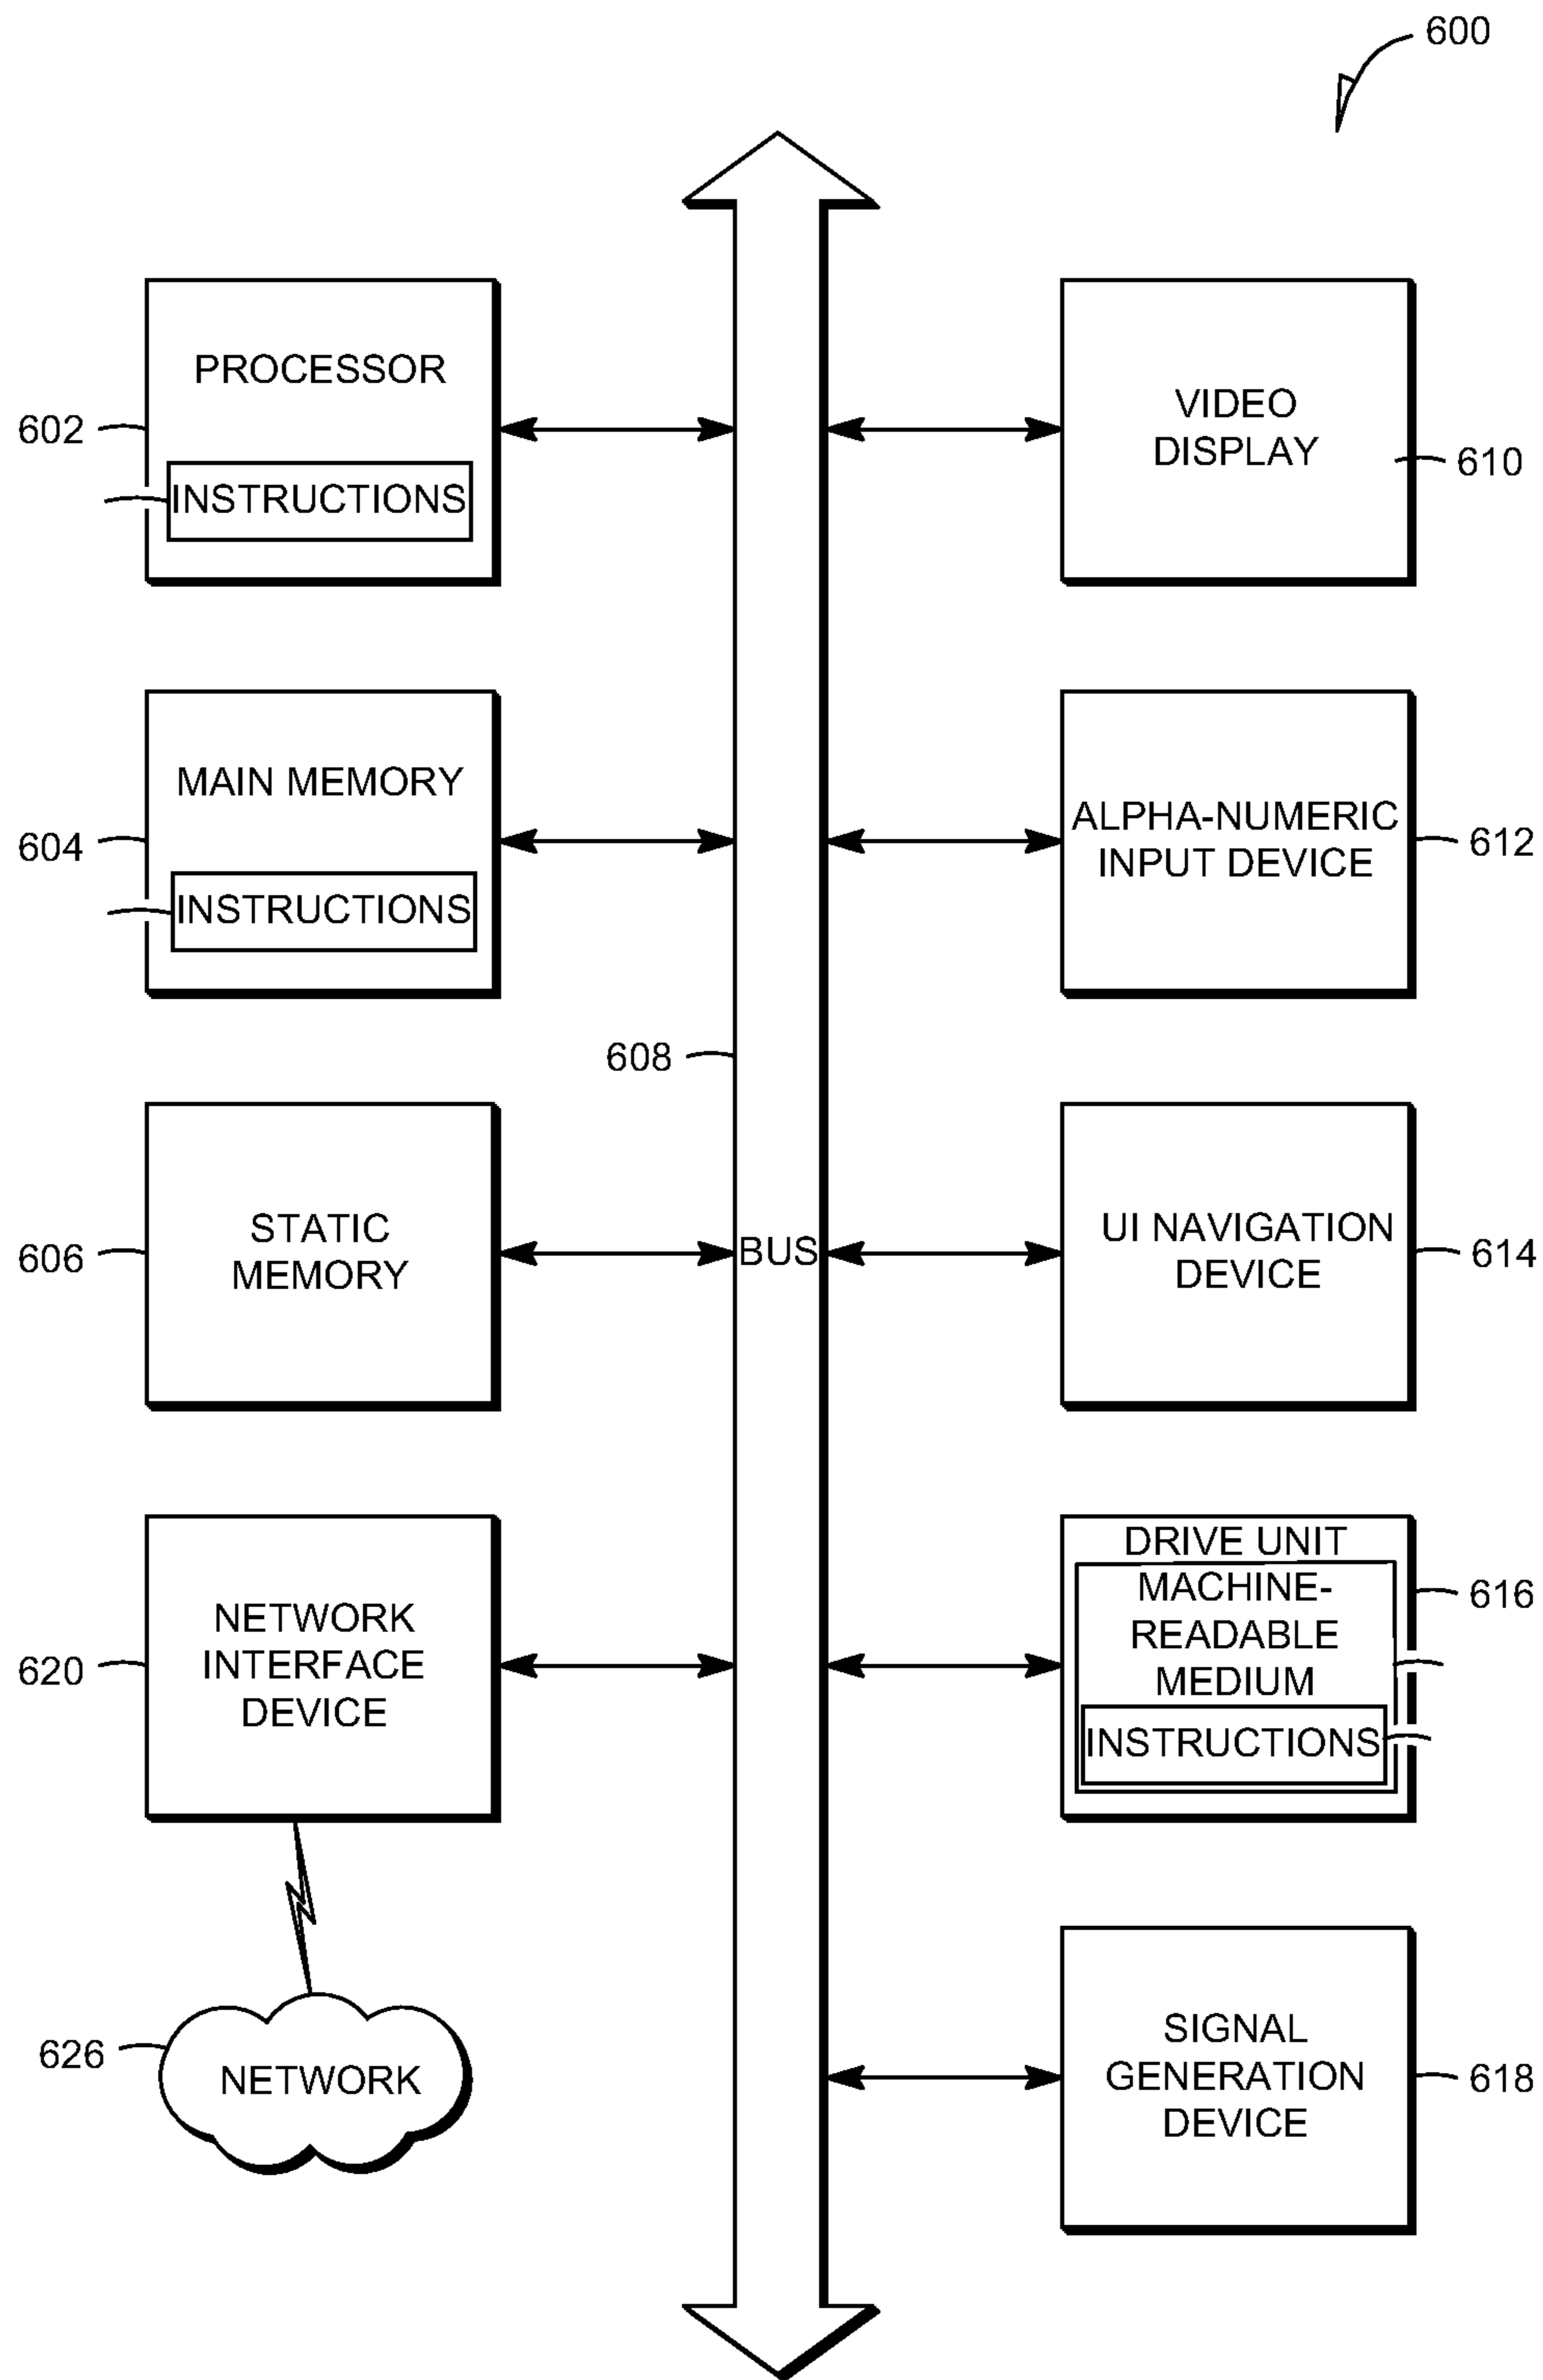 600
PROCESSOR
602
INSTRUCTIONS
VIDEO
DISPLAY
610
MAIN MEMORY
604
INSTRUCTIONS
ALPHA-NUMERIC
INPUT DEVICE
612
608
STATIC
MEMORY
606
BUS
UI NAVIGATION
DEVICE
614
NETWORK
INTERFACE
DEVICE
620
DRIVE UNIT
MACHINE-
READABLE
MEDIUM
INSTRUCTIONS
616
626
NETWORK
SIGNAL
GENERATION
DEVICE
618